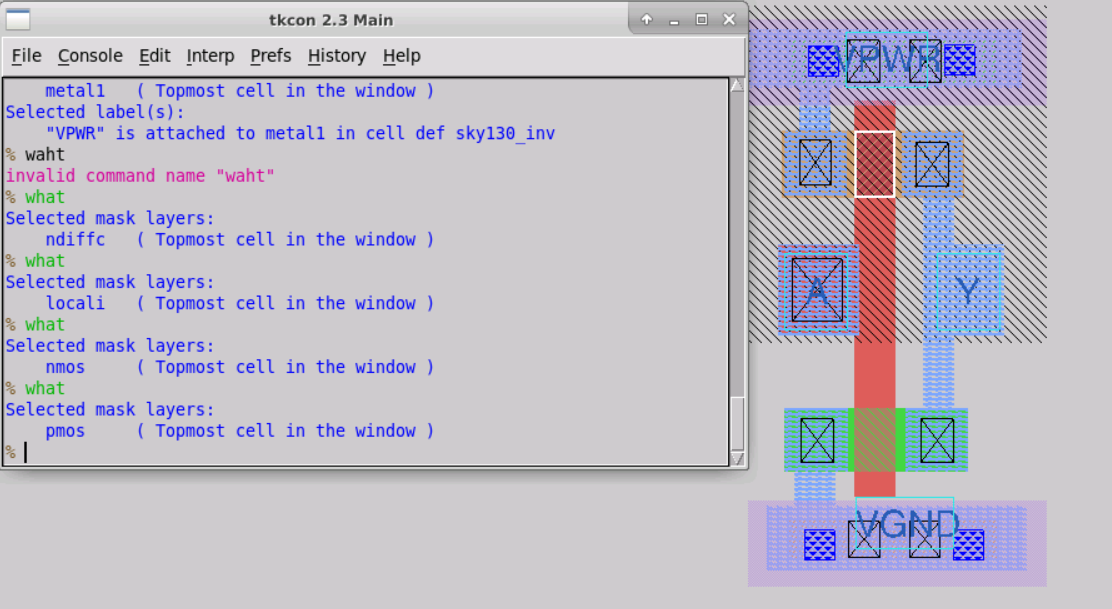 tkcon 2.3 Main
File Console Edit Interp Prefs History Help
metal1 ( Topmost cell in the window )
Selected label(s):
"VPWR" is attached to metal1 in cell def sky130_inv
% waht
invalid command name "waht"
% what
Selected mask layers:
ndiffc ( Topmost cell in the window )
% what
Selected mask layers:
locali ( Topmost cell in the window )
% what
Selected mask layers:
nmos ( Topmost cell in the window )
% what
Selected mask layers:
pmos ( Topmost cell in the window )
%
VPWR
A
Y
VGND